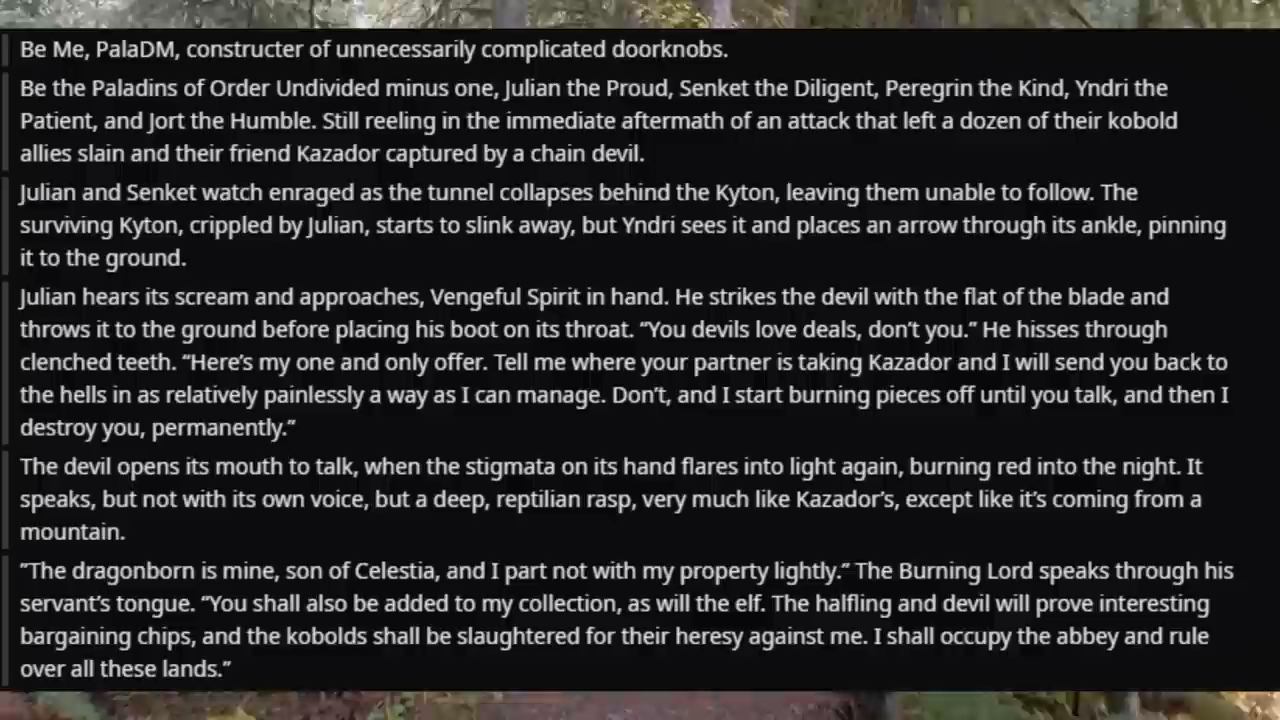 Be Me, PalaDM, constructer of unnecessarily complicated doorknobs.
Be the Paladins of Order Undivided minus one, Julian the Proud, Senket the Diligent, Peregrin the Kind, Yndri the
Patient, and Jort the Humble. Still reeling in the immediate aftermath of an attack that left a dozen of their kobold
allies slain and their friend Kazador captured by a chain devil.
Julian and Senket watch enraged as the tunnel collapses behind the Kyton, leaving them unable to follow. The
surviving Kyton, crippled by Julian, starts to slink away, but Yndri sees it and places an arrow through its ankle, pinning
it to the ground.
Julian hears its scream and approaches, Vengeful Spirit in hand. He strikes the devil with the flat of the blade and
throws it to the ground before placing his boot on its throat. “You devils love deals, don’t you.” He hisses through
clenched teeth. “Here’s my one and only offer. Tell me where your partner is taking Kazador and I will send you back to
the hells in as relatively painlessly a way as I can manage. Don’t, and I start burning pieces off until you talk, and then I
destroy you, permanently.”
The devil opens its mouth to talk, when the stigmata on its hand flares into light again, burning red into the night. It
speaks, but not with its own voice, but a deep, reptilian rasp, very much like Kazador’s, except like it’s coming from a
mountain.
“The dragonborn is mine, son of Celestia, and I part not with my property lightly.” The Burning Lord speaks through his
servant’s tongue. “You shall also be added to my collection, as will the elf. The halfling and devil will prove interesting
bargaining chips, and the kobolds shall be slaughtered for their heresy against me. I shall occupy the abbey and rule
over all these lands.”